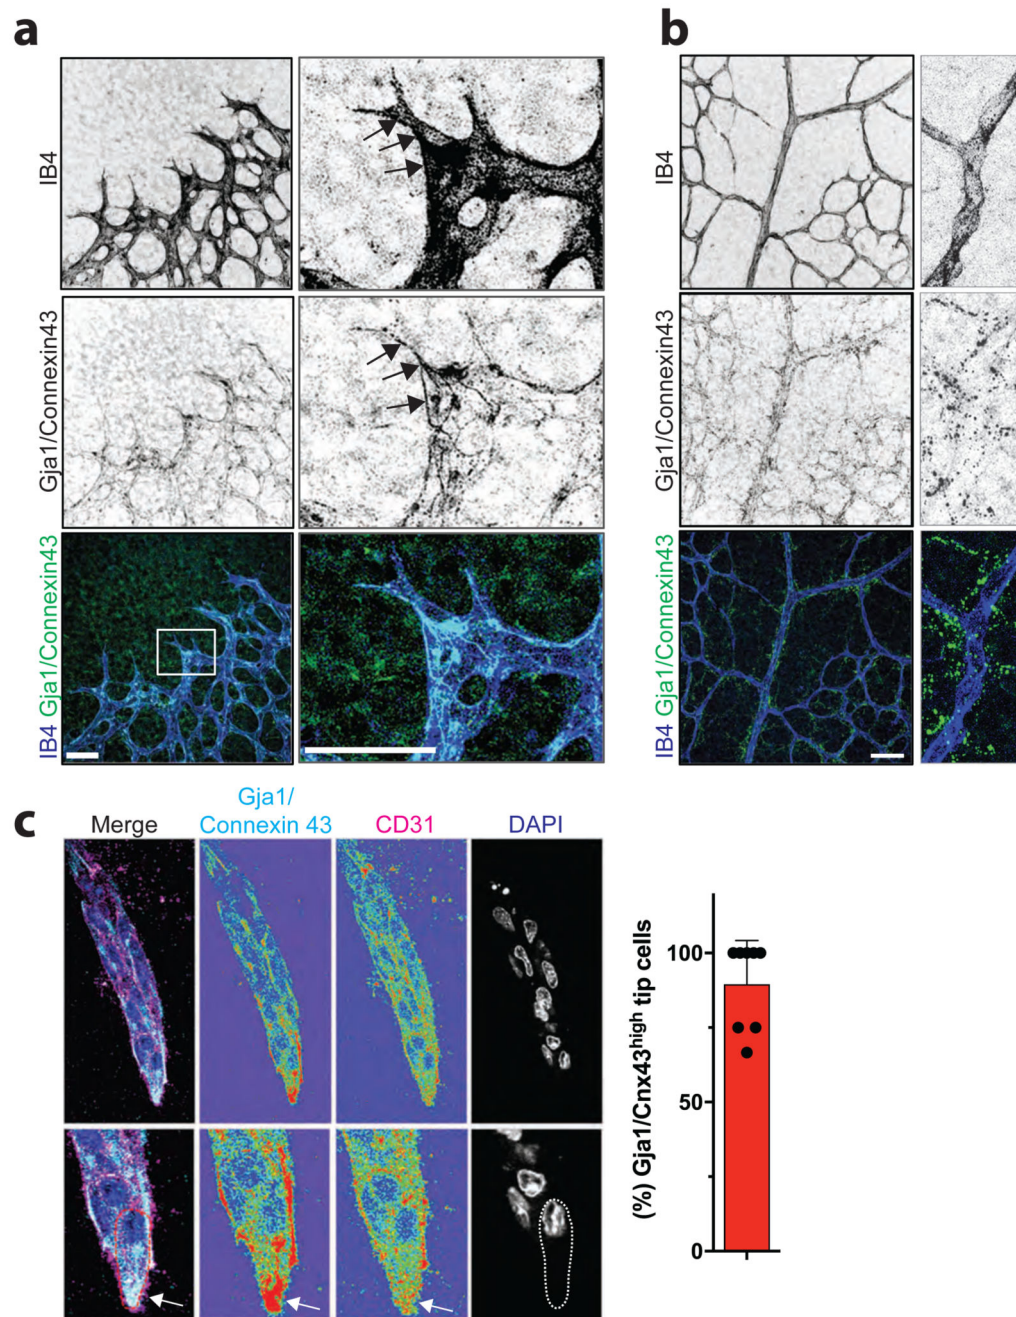 a
b
IB4
Gja1/Connexin43
IB4 Gja1/Connexin43
IB4
Gja1/Connexin43
IB4 Gja1/Connexin43
c
Merge
Gja1/
Connexin 43
CD31
DAPI
(%) Gja1/Cnx43high tip cells
100
50
0